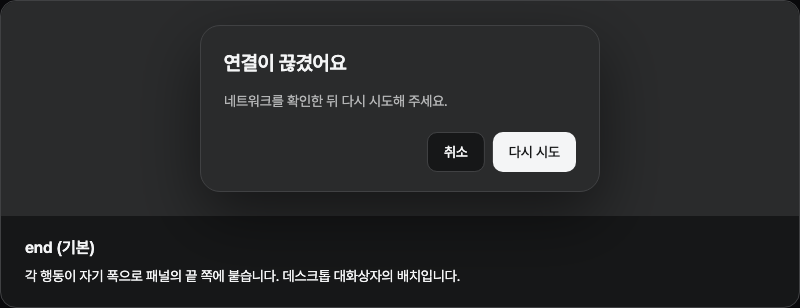 연결이 끊겼어요
네트워크를 확인한 뒤 다시 시도해 주세요.
취소 다시 시도
end (기본)
각 행동이 자기 폭으로 패널의 끝 쪽에 붙습니다. 데스크톱 대화상자의 배치입니다.